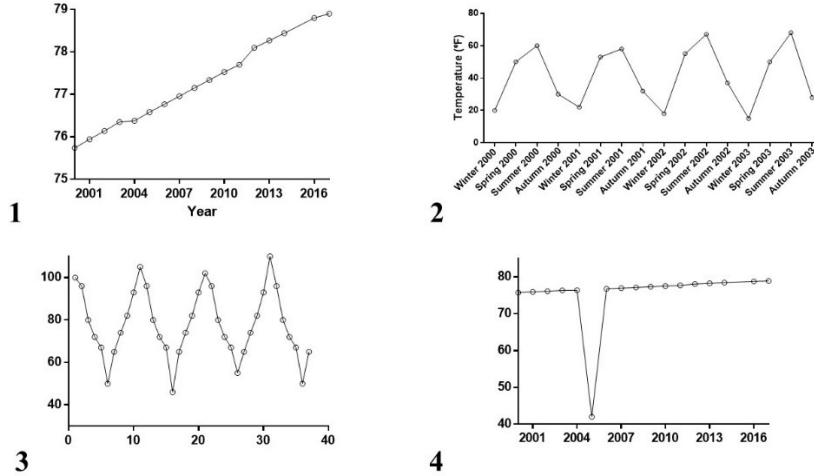 79
78
77
76
75
2001 2004 2007 2010 2013 2016
Year
1
Temperature (°F)
80
60
40
20
0
Winter 2000
Spring 2000
Summer 2000
Autumn 2000
Winter 2001
Spring 2001
Summer 2001
Autumn 2001
Winter 2002
Spring 2002
Summer 2002
Autumn 2002
Winter 2003
Spring 2003
Summer 2003
Autumn 2003
2
100
80
60
40
0 10 20 30 40
3
80
70
60
50
40
2001 2004 2007 2010 2013 2016
4